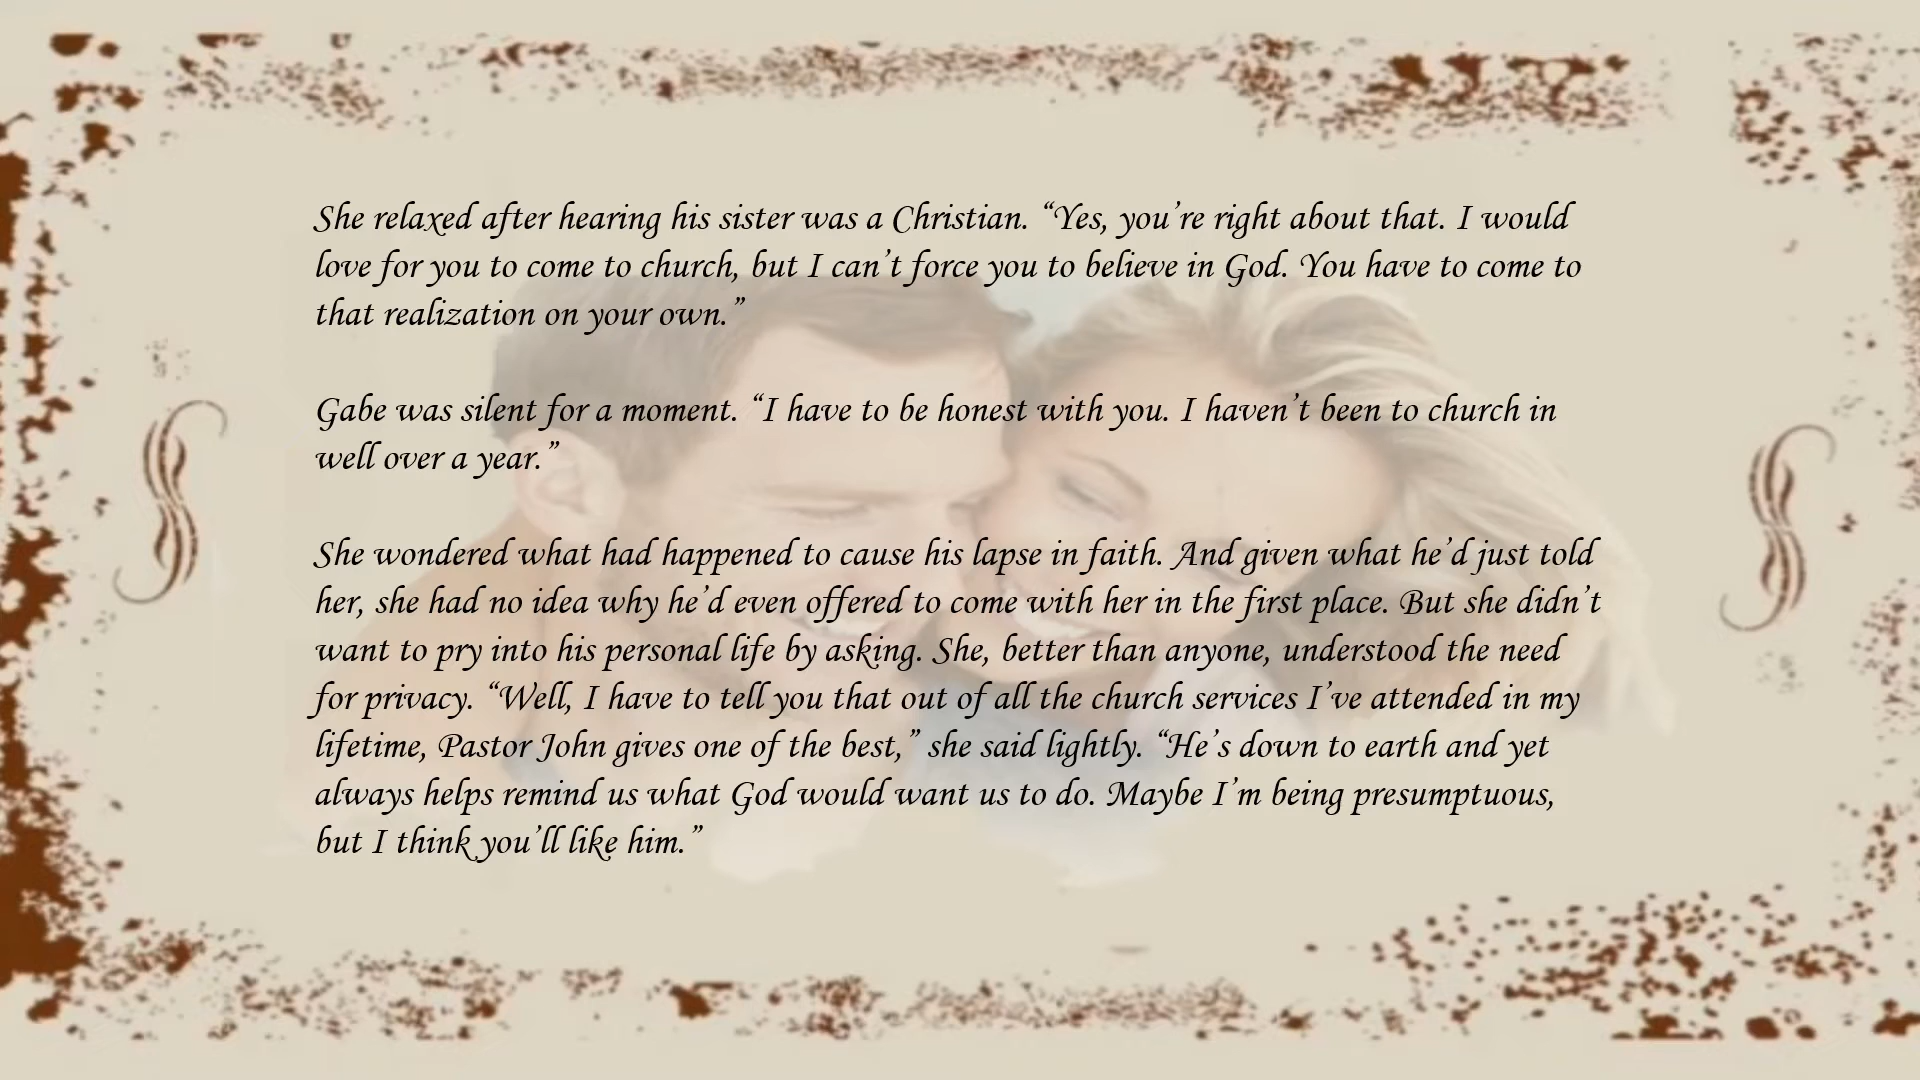 She relaxed after hearing his sister was a Christian. “Yes, you’re right about that. I would
love for you to come to church, but I can’t force you to believe in God. You have to come to
that realization on your own.”
Gabe was silent for a moment. “I have to be honest with you. I haven’t been to church in
well over a year.”
She wondered what had happened to cause his lapse in faith. And given what he’d just told
her, she had no idea why he’d even offered to come with her in the first place. But she didn’t
want to pry into his personal life by asking. She, better than anyone, understood the need
for privacy. “Well, I have to tell you that out of all the church services I’ve attended in my
lifetime, Pastor John gives one of the best,” she said lightly. “He’s down to earth and yet
always helps remind us what God would want us to do. Maybe I’m being presumptuous,
but I think you’ll like him.”